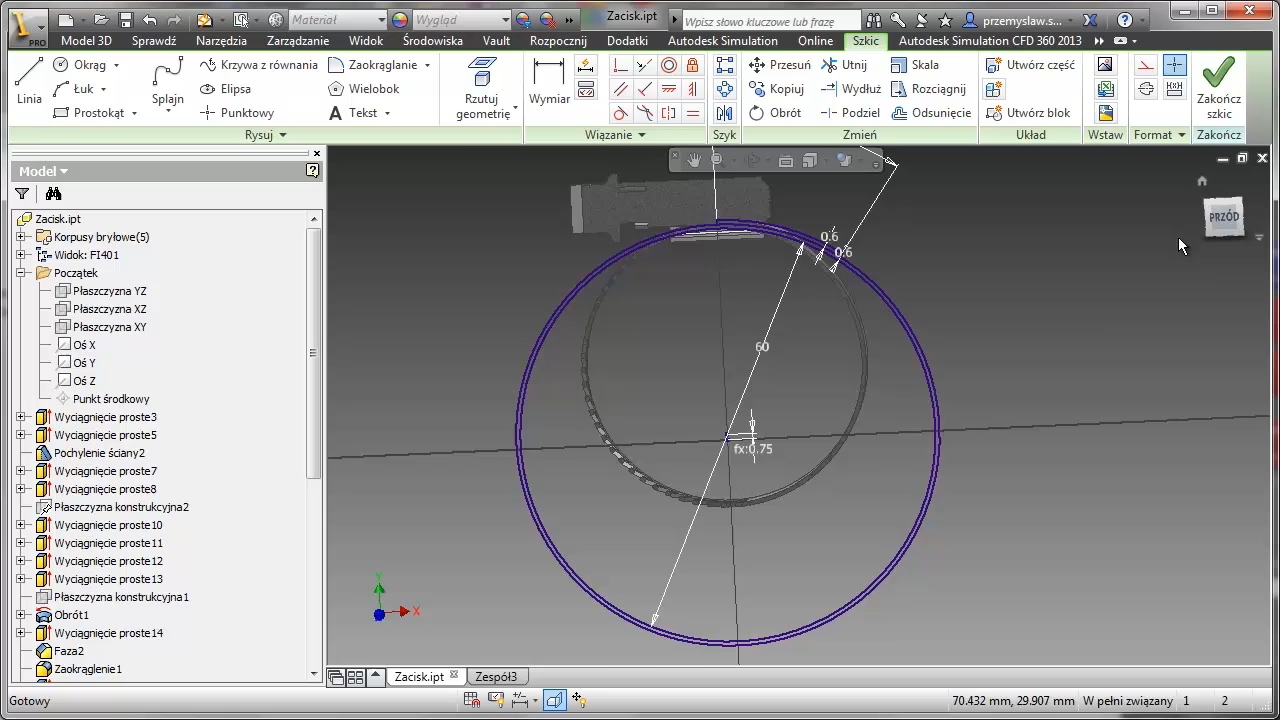 Materiał
Wygląd
Zacisk.ipt
Wpisz słowo kluczowe lub frazę
przemyslaw.s...
PRO
Model 3D
Sprawdź
Narzędzia
Zarządzanie
Widok
Środowiska
Vault
Rozpocznij
Dodatki
Autodesk Simulation
Online
Szkic
Autodesk Simulation CFD 360 2013
Linia
Okrąg
Łuk
Prostokąt
Splajn
Krzywa z równania
Elipsa
Punktowy
Zaokrąglenie
Wielobok
Tekst
Rzutuj geometrię
Wymiar
Przesuń
Kopiuj
Obrót
Utnij
Wydłuż
Podziel
Skala
Rozciągnij
Odsunięcie
Utwórz część
Utwórz blok
Zakończ szkic
Rysuj
Wiązanie
Szyk
Zmień
Układ
Wstaw
Format
Zakończ
Model
Zacisk.ipt
Korpusy bryłowe(5)
Widok: FI401
Początek
Płaszczyzna YZ
Płaszczyzna XZ
Płaszczyzna XY
Oś X
Oś Y
Oś Z
Punkt środkowy
Wyciągnięcie proste3
Wyciągnięcie proste5
Pochylenie ściany2
Wyciągnięcie proste7
Wyciągnięcie proste8
Płaszczyzna konstrukcyjna2
Wyciągnięcie proste10
Wyciągnięcie proste11
Wyciągnięcie proste12
Wyciągnięcie proste13
Płaszczyzna konstrukcyjna1
Obrót1
Wyciągnięcie proste14
Faza2
Zaokrąglenie1
PRZÓD
0.6
0.6
60
fx:0.75
Y
X
Zacisk.ipt
Zespół3
Gotowy
70.432 mm, 29.907 mm
W pełni związany
1
2